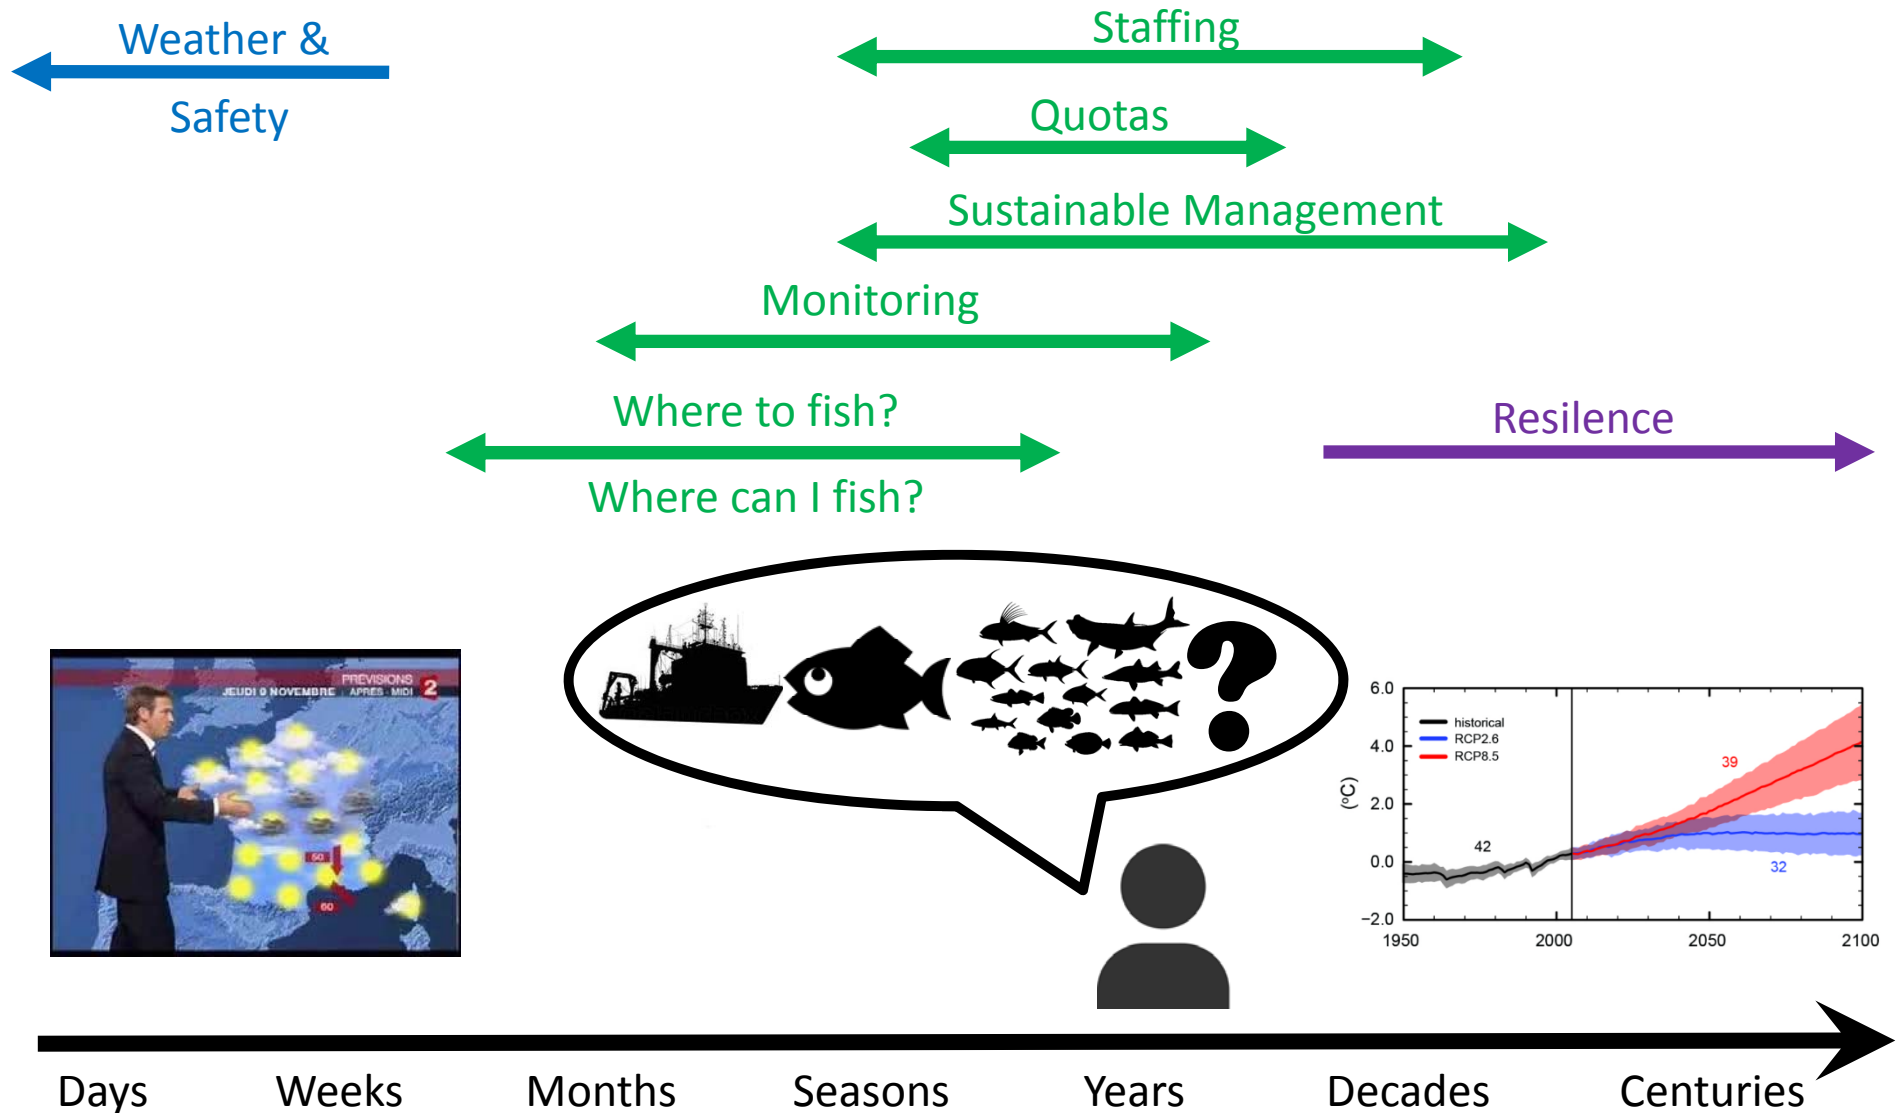 Weather &
Safety
Staffing
Quotas
Sustainable Management
Monitoring
Where to fish?
Where can I fish?
Resilence
PREVISIONS
JEUDI 9 NOVEMBRE APRES - MIDI 2
50
60
?
6.0
4.0
2.0
0.0
−2.0
(°C)
historical
RCP2.6
RCP8.5
39
42
32
1950 2000 2050 2100
Days Weeks Months Seasons Years Decades Centuries